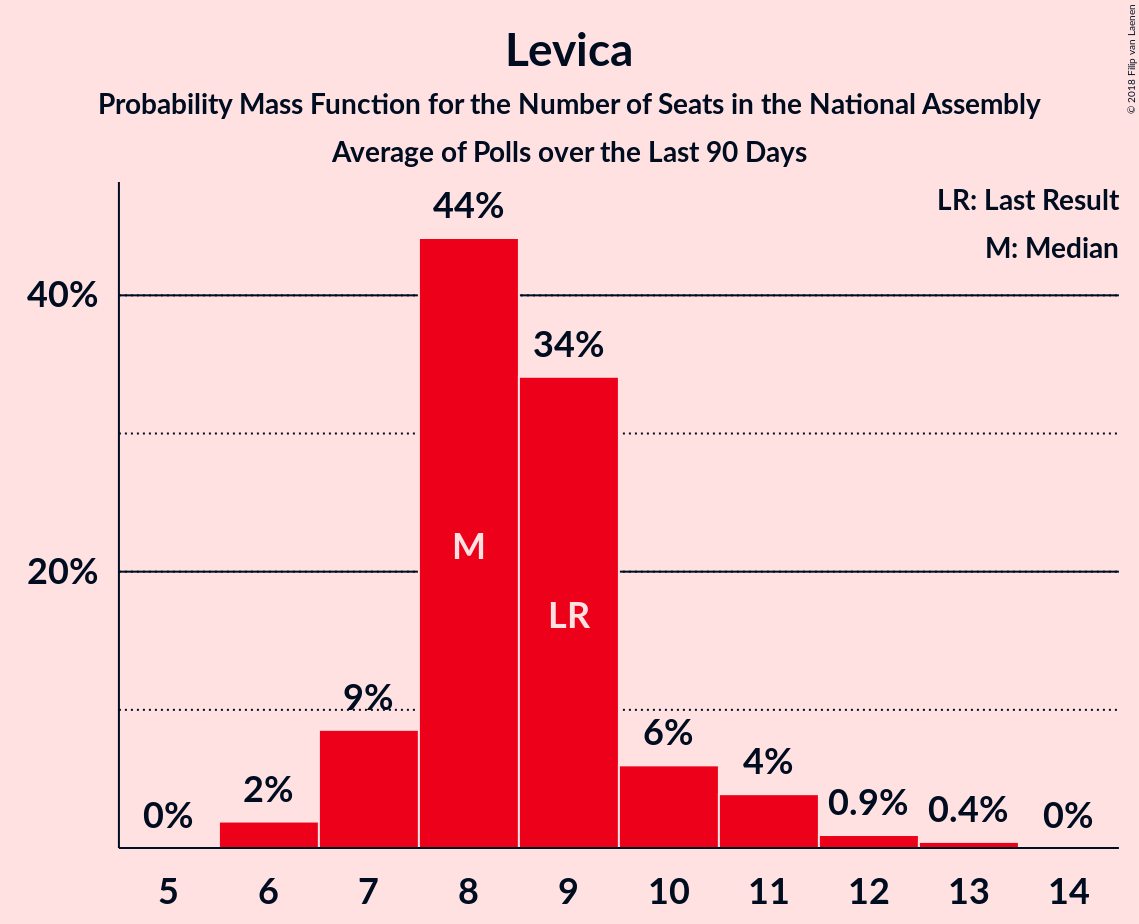 Levica
Probability Mass Function for the Number of Seats in the National Assembly
Average of Polls over the Last 90 Days
© 2018 Filip van Laenen
LR: Last Result
M: Median
44%
40%
34%
M
20%
LR
9%
6%
4%
2%
0%
0.9%
0.4%
0%
5 6 7 8 9 10 11 12 13 14